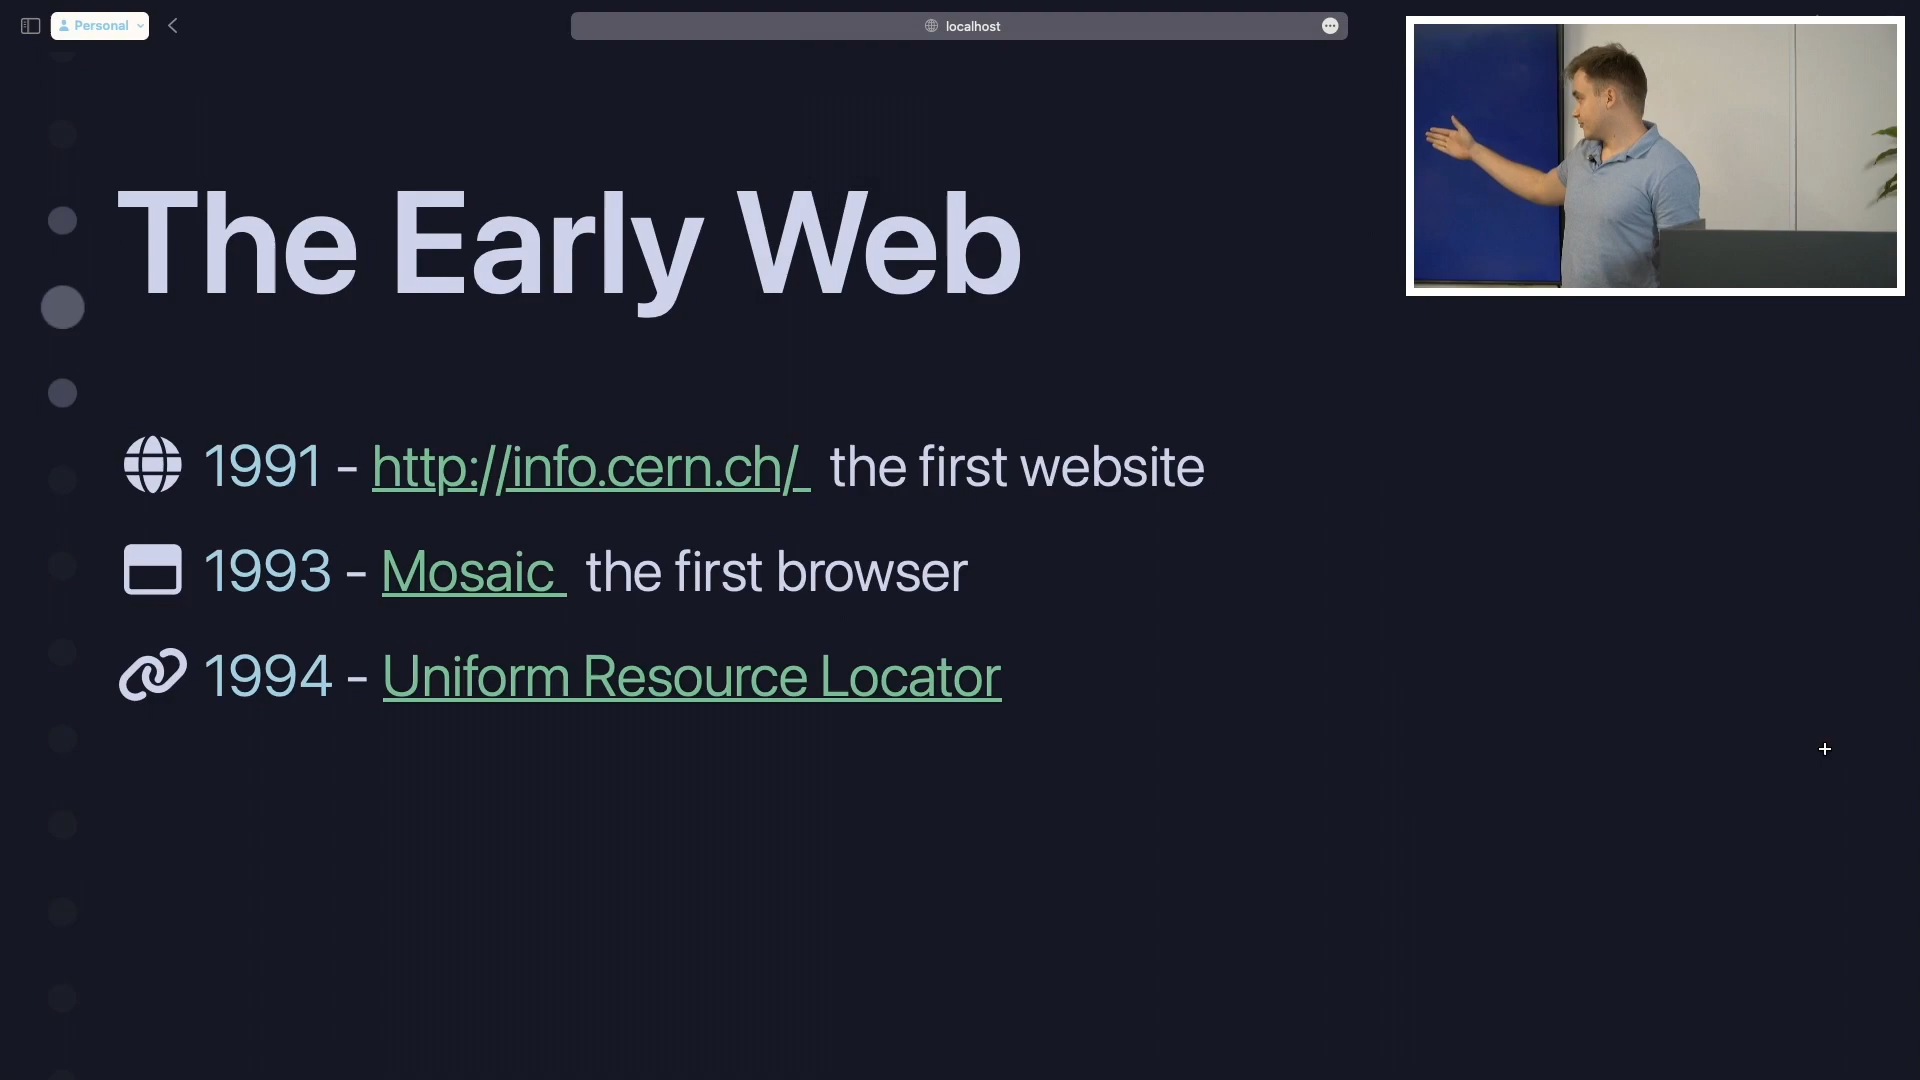 Personal
localhost
The Early Web
1991 - http://info.cern.ch/ the first website
1993 - Mosaic the first browser
1994 - Uniform Resource Locator